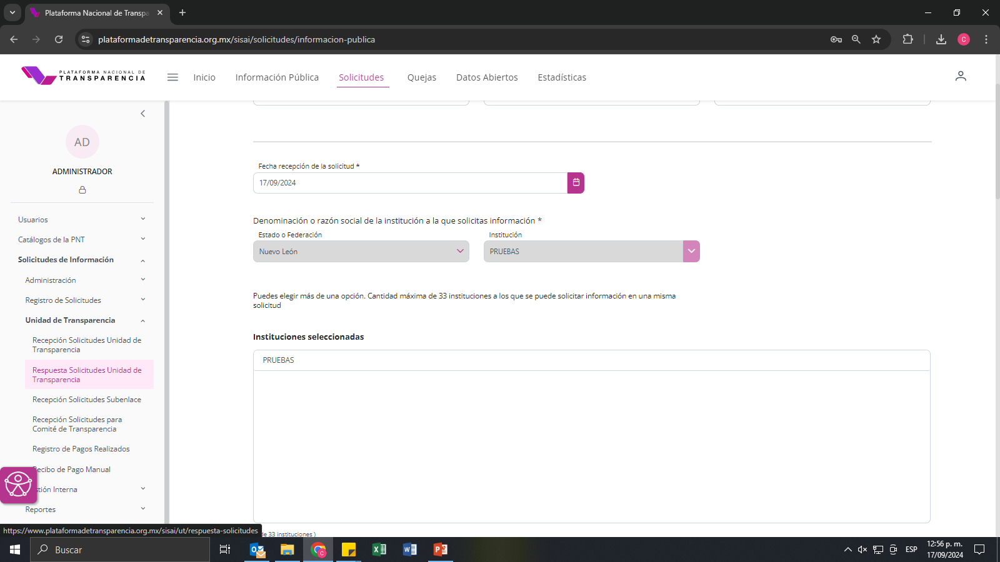 Plataforma Nacional de Transpa
plataformadetransparencia.org.mx/sisai/solicitudes/informacion-publica
C
PLATAFORMA NACIONAL DE
TRANSPARENCIA
Inicio
Información Pública
Solicitudes
Quejas
Datos Abiertos
Estadísticas
AD
ADMINISTRADOR
Usuarios
Catálogos de la PNT
Solicitudes de Información
Administración
Registro de Solicitudes
Unidad de Transparencia
Recepción Solicitudes Unidad de
Transparencia
Respuesta Solicitudes Unidad de
Transparencia
Recepción Solicitudes Subenlace
Recepción Solicitudes para
Comité de Transparencia
Registro de Pagos Realizados
ecibo de Pago Manual
stión Interna
Reportes
Fecha recepción de la solicitud *
17/09/2024
Denominación o razón social de la institución a la que solicitas información *
Estado o Federación
Institución
Nuevo León
PRUEBAS
Puedes elegir más de una opción. Cantidad máxima de 33 instituciones a los que se puede solicitar información en una misma
solicitud
Instituciones seleccionadas
PRUEBAS
de 33 instituciones )
https://www.plataformadetransparencia.org.mx/sisai/ut/respuesta-solicitudes
Buscar
ESP
12:56 p. m.
17/09/2024